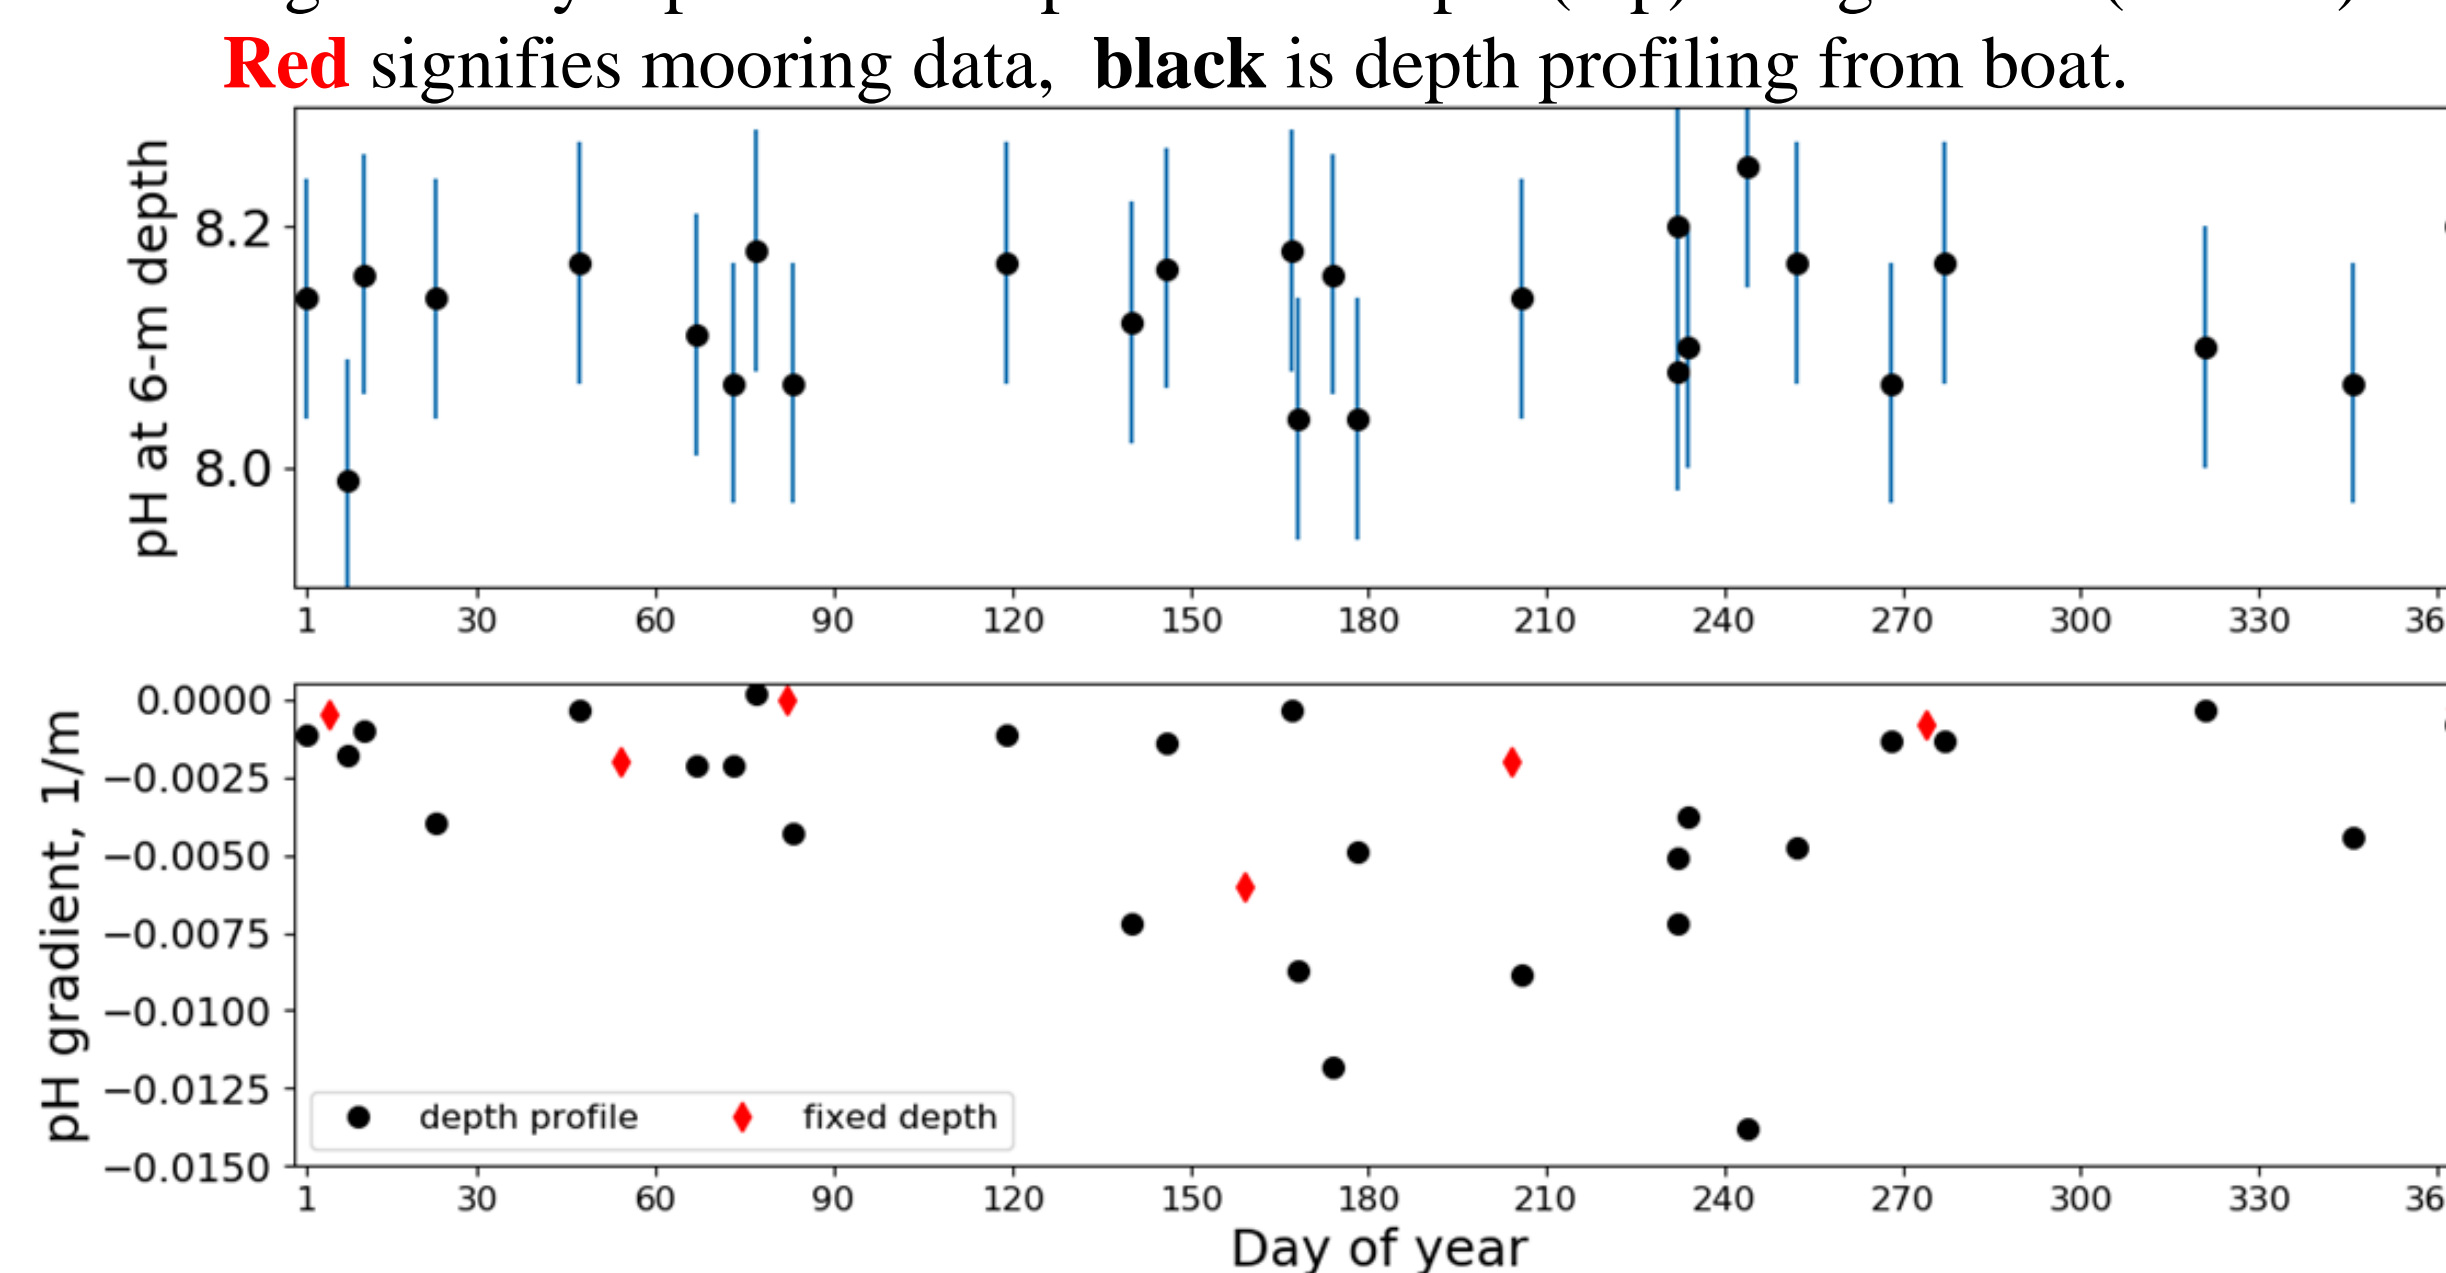 Red signifies mooring data, black is depth profiling from boat.
pH at 6-m depth
8.2
8.0
1 30 60 90 120 150 180 210 240 270 300 330 36
pH gradient, 1/m
0.0000
−0.0025
−0.0050
−0.0075
−0.0100
−0.0125
−0.0150
depth profile fixed depth
1 30 60 90 120 150 180 210 240 270 300 330 36
Day of year